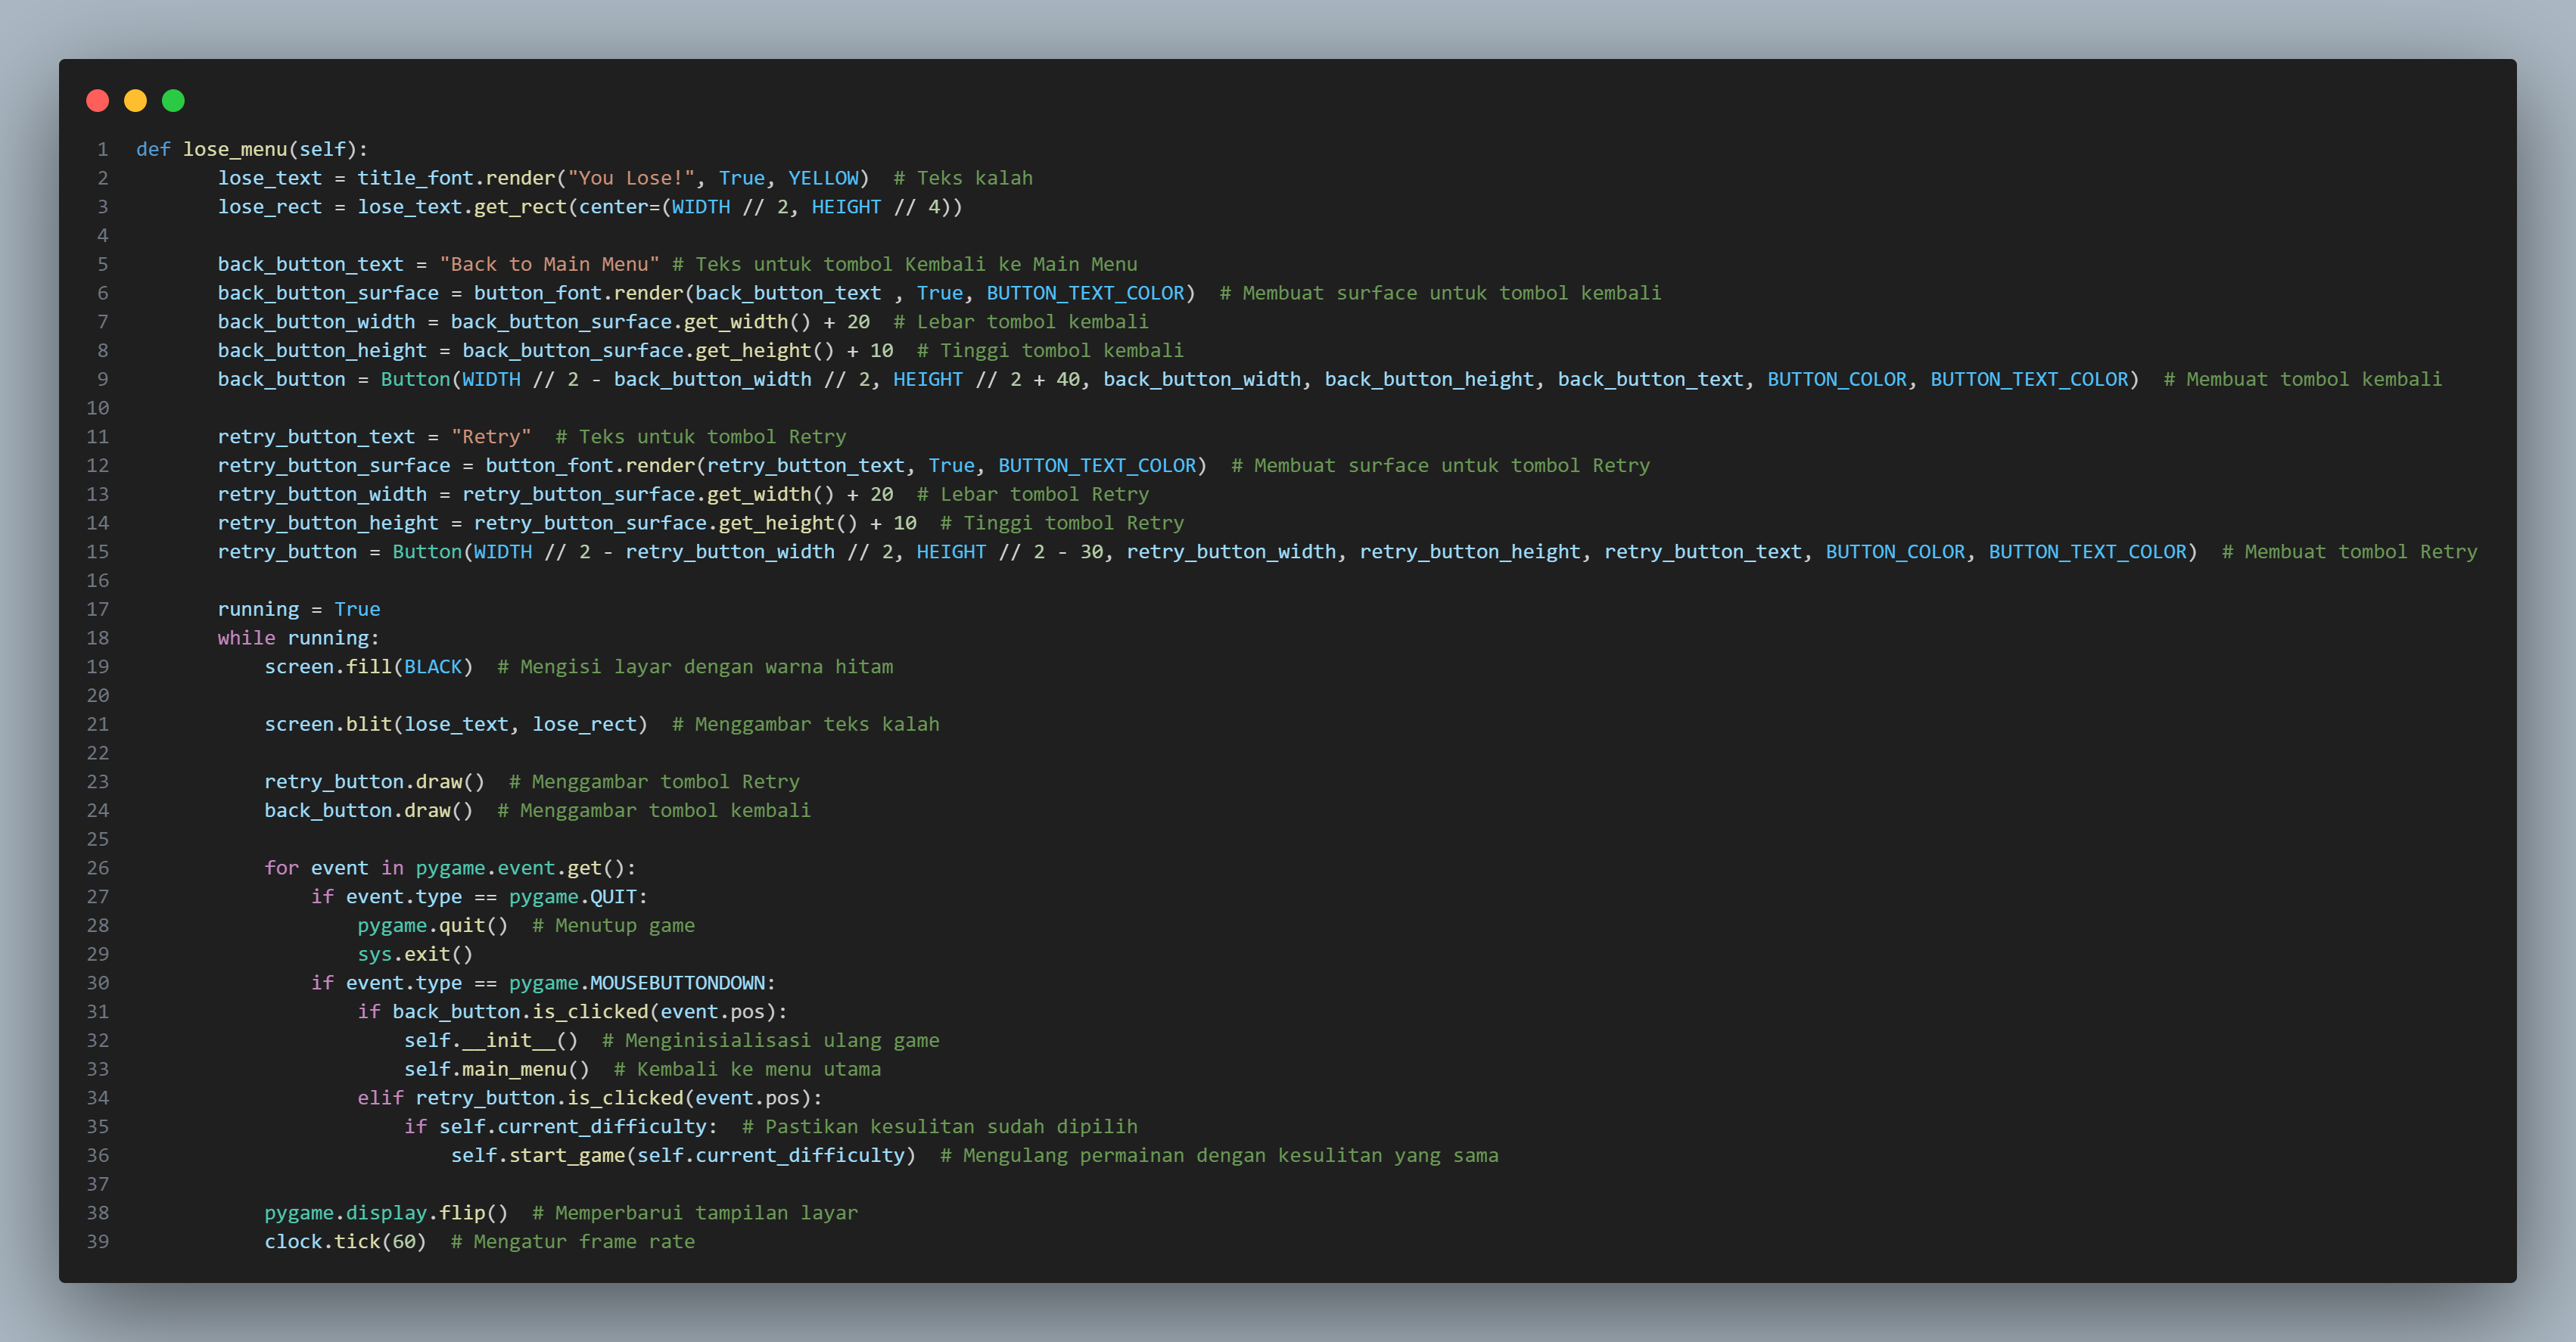 1 def lose_menu(self):
2 lose_text = title_font.render("You Lose!", True, YELLOW)  # Teks kalah
3 lose_rect = lose_text.get_rect(center=(WIDTH // 2, HEIGHT // 4))
4
5 back_button_text = "Back to Main Menu" # Teks untuk tombol Kembali ke Main Menu
6 back_button_surface = button_font.render(back_button_text , True, BUTTON_TEXT_COLOR)  # Membuat surface untuk tombol kembali
7 back_button_width = back_button_surface.get_width() + 20  # Lebar tombol kembali
8 back_button_height = back_button_surface.get_height() + 10  # Tinggi tombol kembali
9 back_button = Button(WIDTH // 2 - back_button_width // 2, HEIGHT // 2 + 40, back_button_width, back_button_height, back_button_text, BUTTON_COLOR, BUTTON_TEXT_COLOR)  # Membuat tombol kembali
10
11 retry_button_text = "Retry"  # Teks untuk tombol Retry
12 retry_button_surface = button_font.render(retry_button_text, True, BUTTON_TEXT_COLOR)  # Membuat surface untuk tombol Retry
13 retry_button_width = retry_button_surface.get_width() + 20  # Lebar tombol Retry
14 retry_button_height = retry_button_surface.get_height() + 10  # Tinggi tombol Retry
15 retry_button = Button(WIDTH // 2 - retry_button_width // 2, HEIGHT // 2 - 30, retry_button_width, retry_button_height, retry_button_text, BUTTON_COLOR, BUTTON_TEXT_COLOR)  # Membuat tombol Retry
16
17 running = True
18 while running:
19 screen.fill(BLACK)  # Mengisi layar dengan warna hitam
20
21 screen.blit(lose_text, lose_rect)  # Menggambar teks kalah
22
23 retry_button.draw()  # Menggambar tombol Retry
24 back_button.draw()  # Menggambar tombol kembali
25
26 for event in pygame.event.get():
27 if event.type == pygame.QUIT:
28 pygame.quit()  # Menutup game
29 sys.exit()
30 if event.type == pygame.MOUSEBUTTONDOWN:
31 if back_button.is_clicked(event.pos):
32 self.__init__()  # Menginisialisasi ulang game
33 self.main_menu()  # Kembali ke menu utama
34 elif retry_button.is_clicked(event.pos):
35 if self.current_difficulty:  # Pastikan kesulitan sudah dipilih
36 self.start_game(self.current_difficulty)  # Mengulang permainan dengan kesulitan yang sama
37
38 pygame.display.flip()  # Memperbarui tampilan layar
39 clock.tick(60)  # Mengatur frame rate